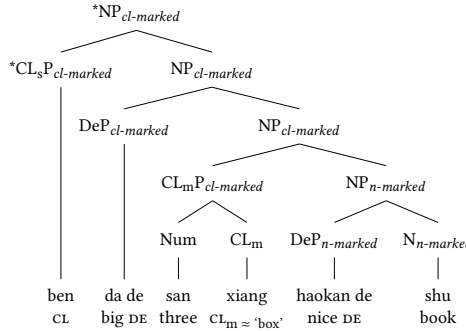 *NP cl-marked
*CLsP cl-marked NP cl-marked
DeP cl-marked NP cl-marked
CLmP cl-marked NP n-marked
Num CLm DeP n-marked N n-marked
ben da de san xiang haokan de shu
CL big DE three CLm ≈ ‘box’ nice DE book